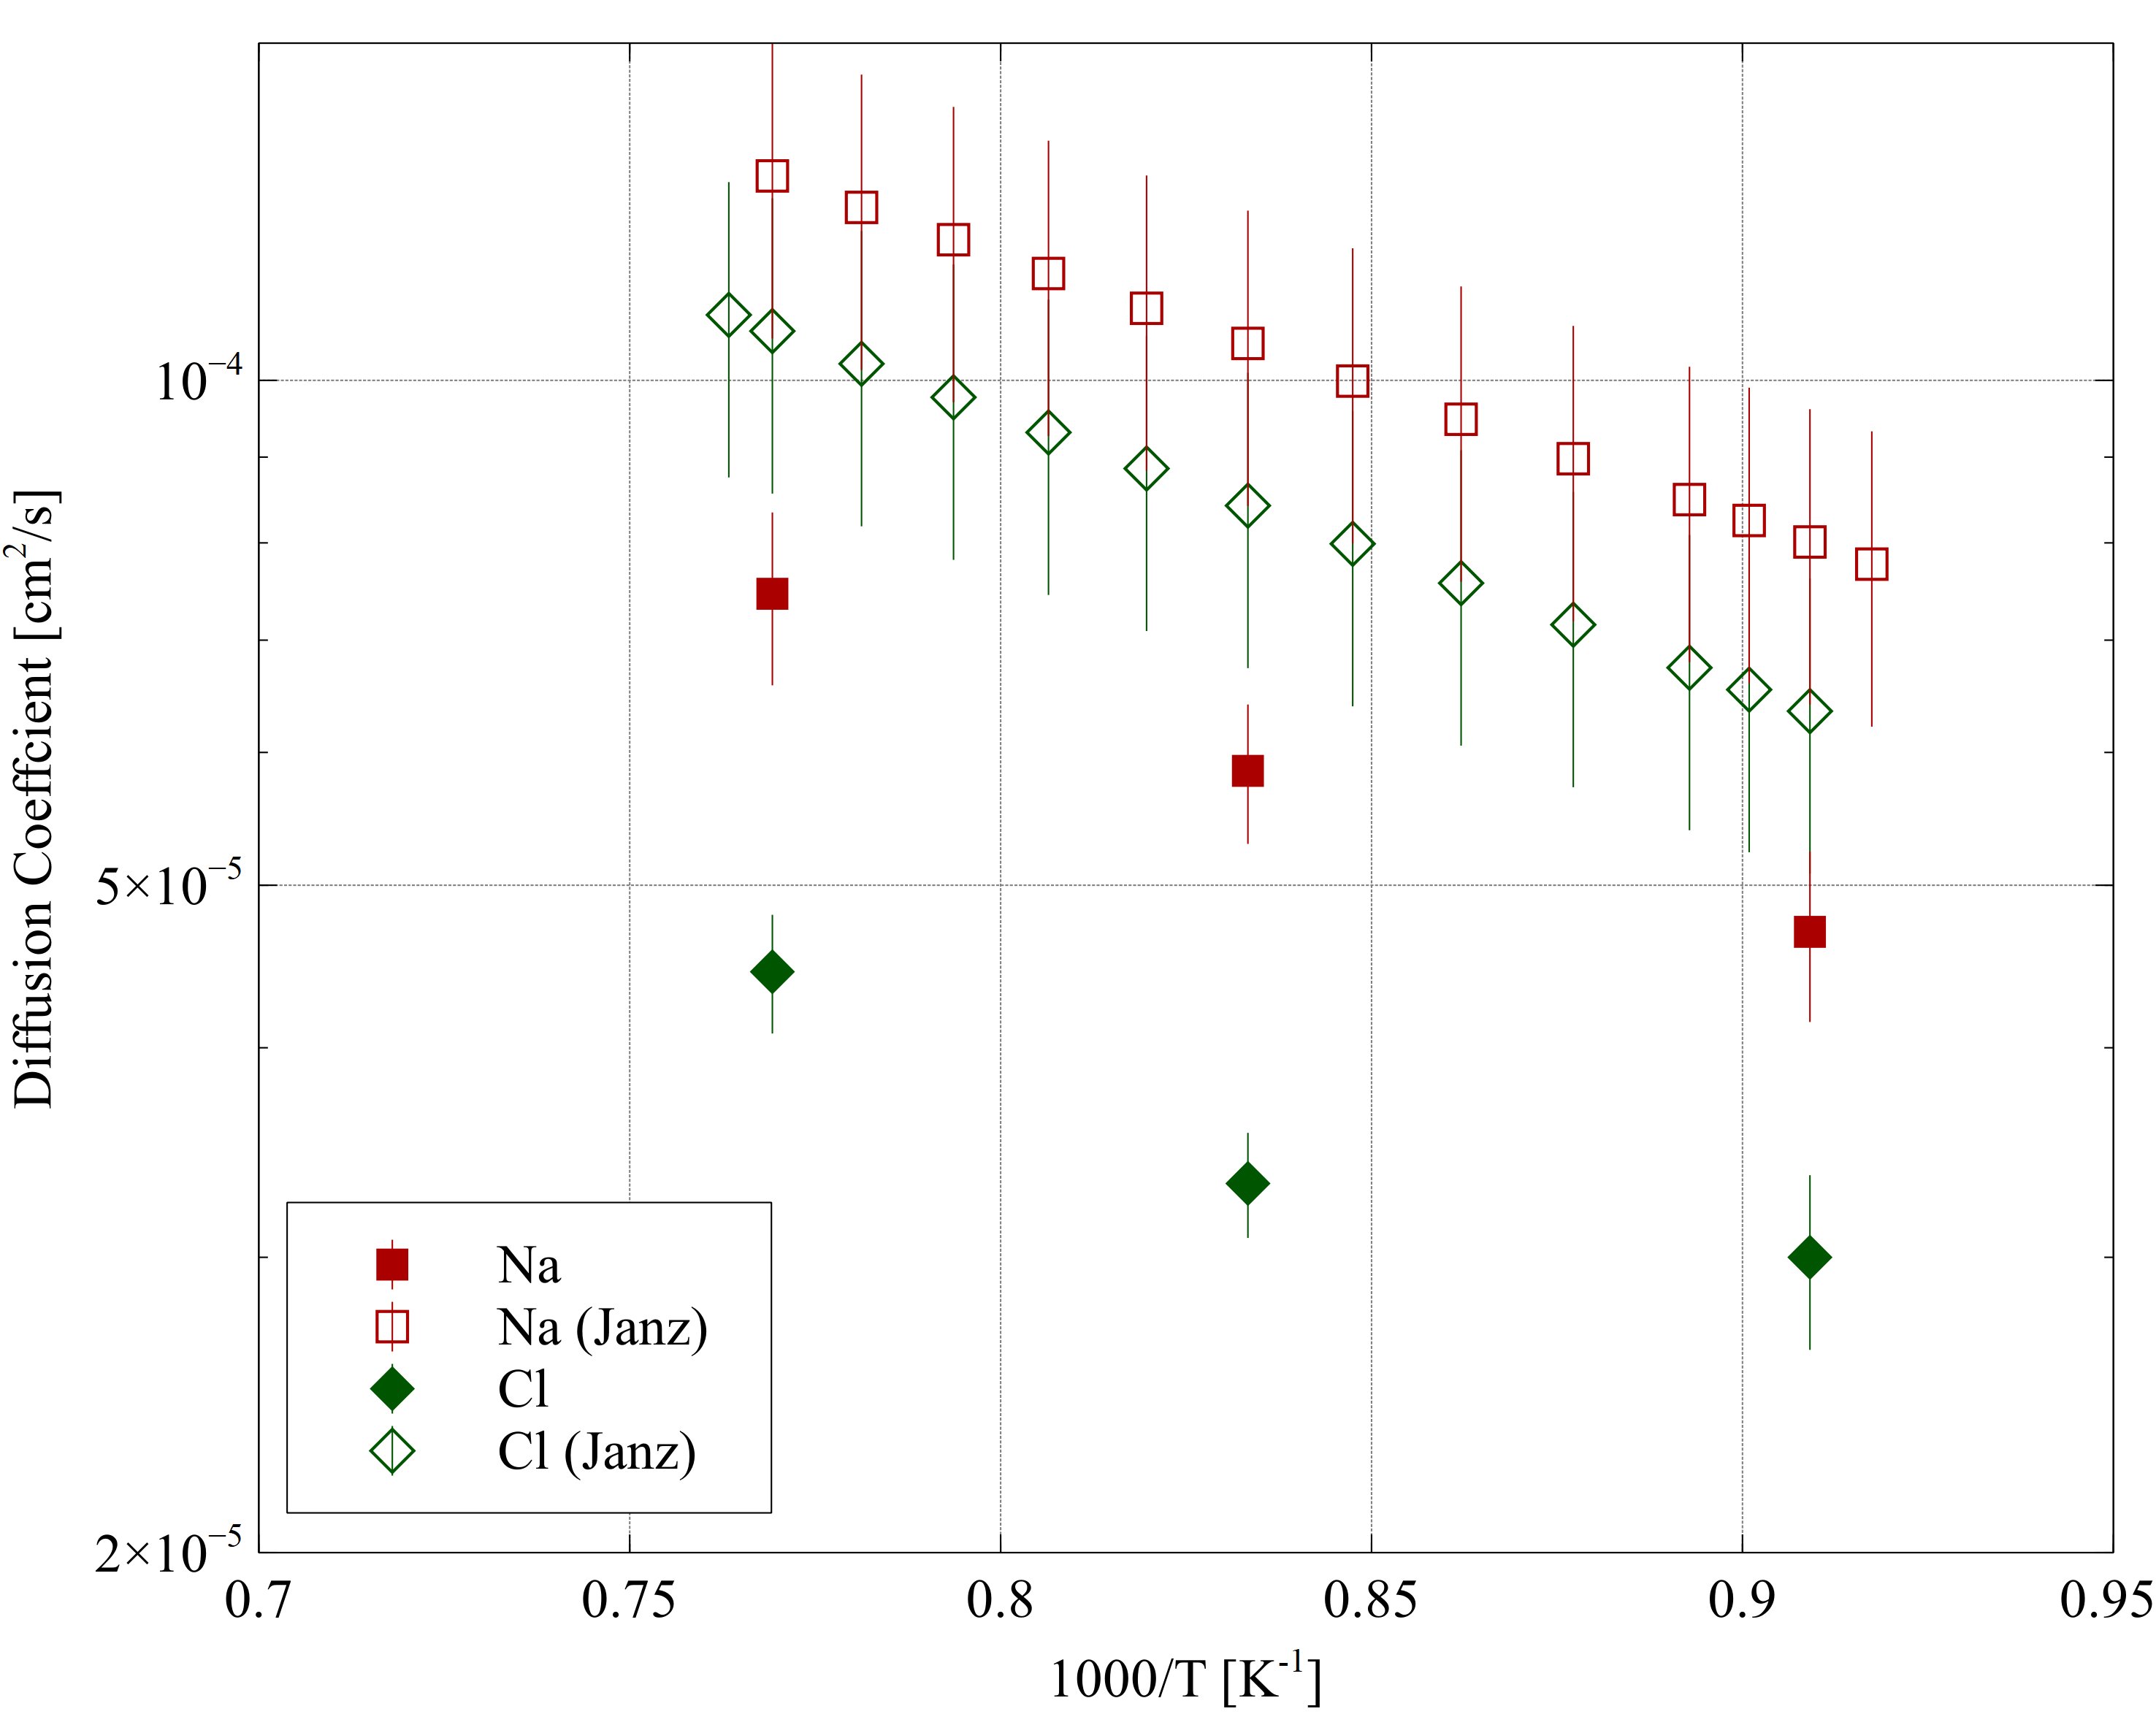 Diffusion Coeffcient [cm²/s]
10⁻⁴
5×10⁻⁵
2×10⁻⁵
Na
Na (Janz)
Cl
Cl (Janz)
0.7 0.75 0.8 0.85 0.9 0.95
1000/T [K⁻¹]